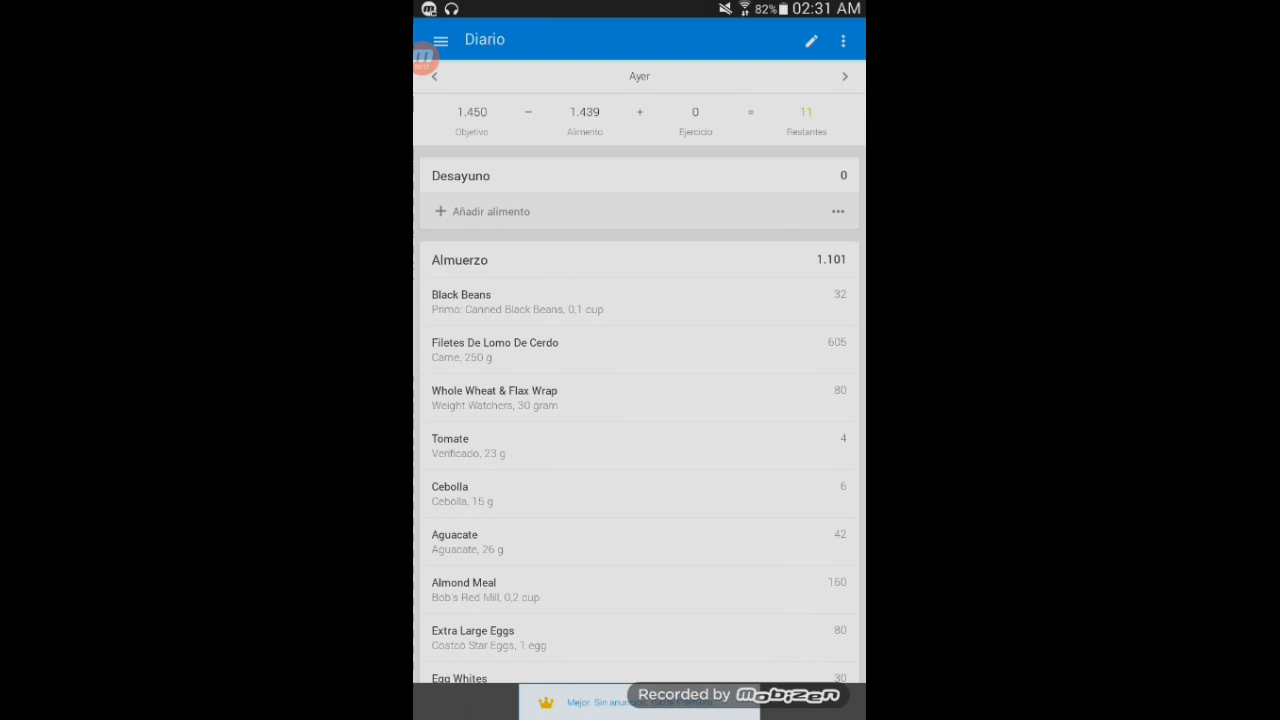 82% 02:31 AM
Diario
Ayer
1.450 − 1.439 + 0 = 11
Objetivo Alimento Ejercicio Restantes
Desayuno 0
+ Añadir alimento
Almuerzo 1.101
Black Beans 32
Primo: Canned Black Beans, 0,1 cup
Filetes De Lomo De Cerdo 605
Carne, 250 g
Whole Wheat & Flax Wrap 80
Weight Watchers, 30 gram
Tomate 4
Verificado, 23 g
Cebolla 6
Cebolla, 15 g
Aguacate 42
Aguacate, 26 g
Almond Meal 160
Bob's Red Mill, 0,2 cup
Extra Large Eggs 80
Costco Star Eggs, 1 egg
Egg Whites 30
Mejor. Sin
Recorded by mobizen